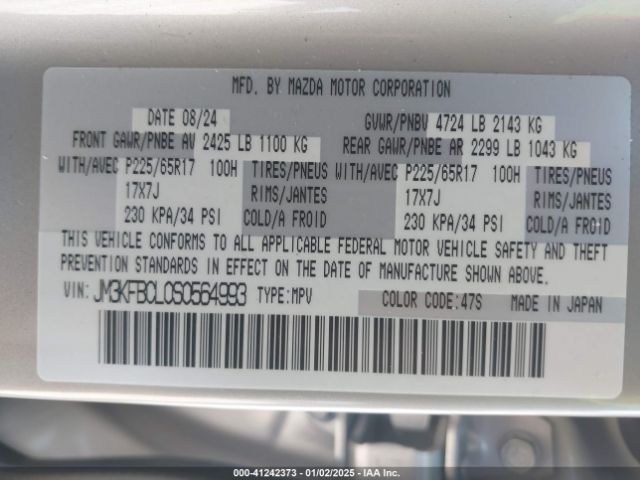 MFD. BY MAZDA MOTOR CORPORATION
DATE 08/24 GVWR/PNBV 4724 LB 2143 KG
FRONT GAWR/PNBE AV 2425 LB 1100 KG REAR GAWR/PNBE AR 2299 LB 1043 KG
WITH/AVEC P225/65R17 100H TIRES/PNEUS WITH/AVEC P225/65R17 100H TIRES/PNEUS
17X7J RIMS/JANTES 17X7J RIMS/JANTES
230 KPA/34 PSI COLD/A FROID 230 KPA/34 PSI COLD/A FROID
THIS VEHICLE CONFORMS TO ALL APPLICABLE FEDERAL MOTOR VEHICLE SAFETY AND THEFT
PREVENTION STANDARDS IN EFFECT ON THE DATE OF MANUFACTURE SHOWN ABOVE.
VIN: JM3KFBCL0S0564993 TYPE:MPV COLOR CODE:47S MADE IN JAPAN
000-41242373 - 01/02/2025 - IAA Inc.